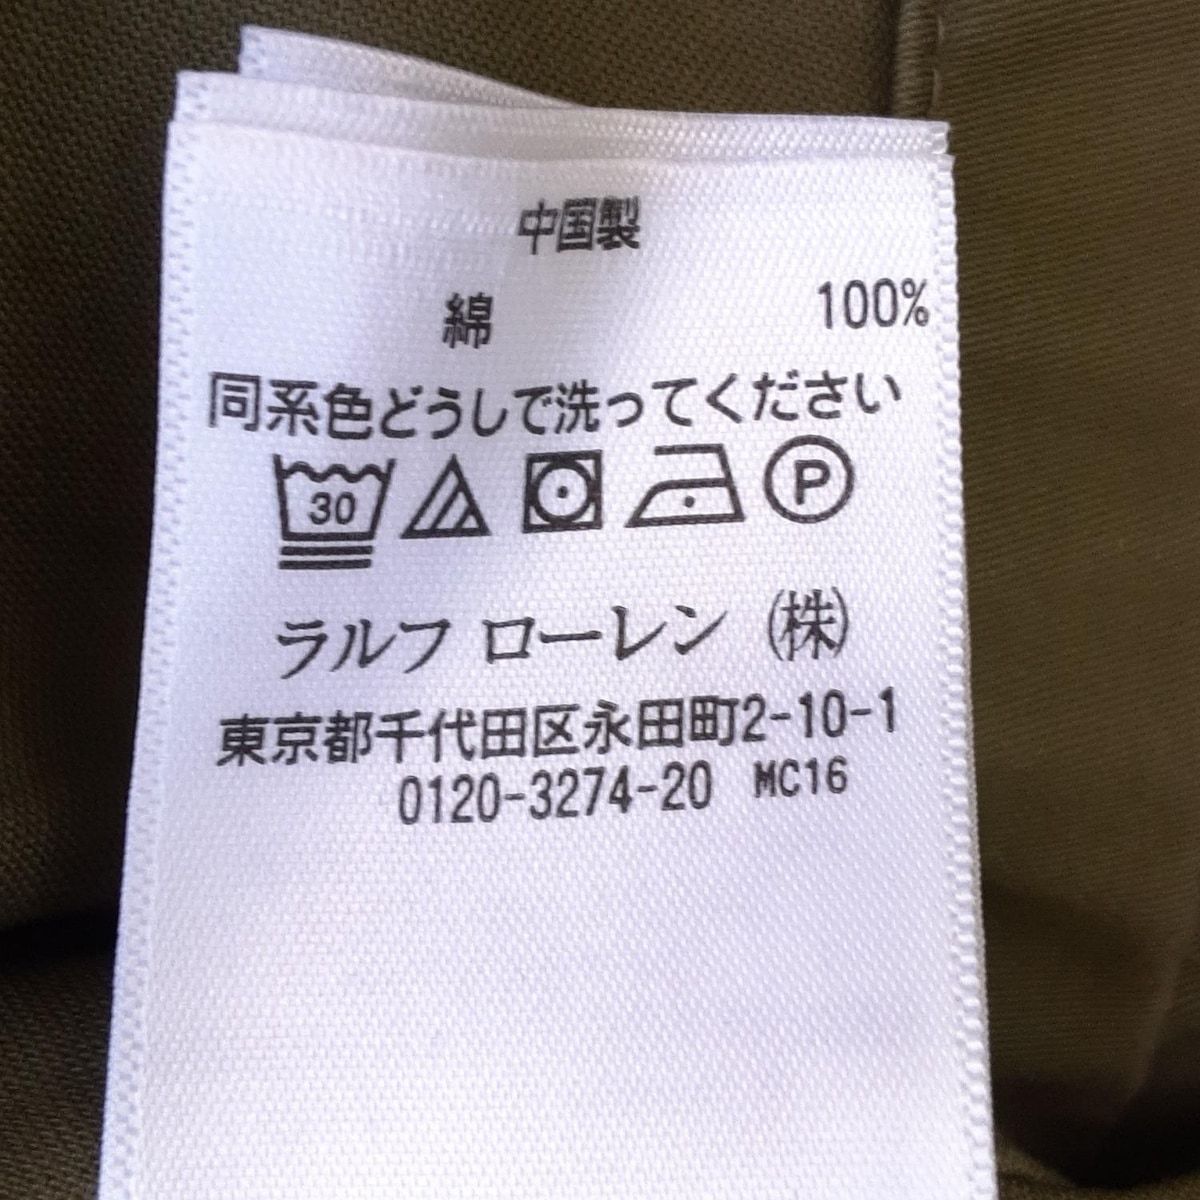 中国製
綿 100%
同系色どうしで洗ってください
30 P
ラルフ ローレン (株)
東京都千代田区永田町2-10-1
0120-3274-20 MC16